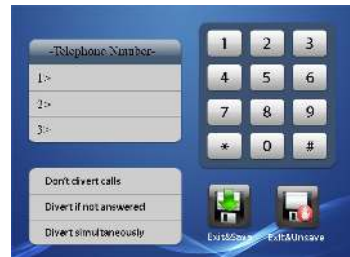 -Telephone Number-
1:>
2:>
3:>
Don't divert calls
Divert if not answered
Divert simultaneously
1 2 3
4 5 6
7 8 9
* 0 #
Exit&Save
Exit&Unsave